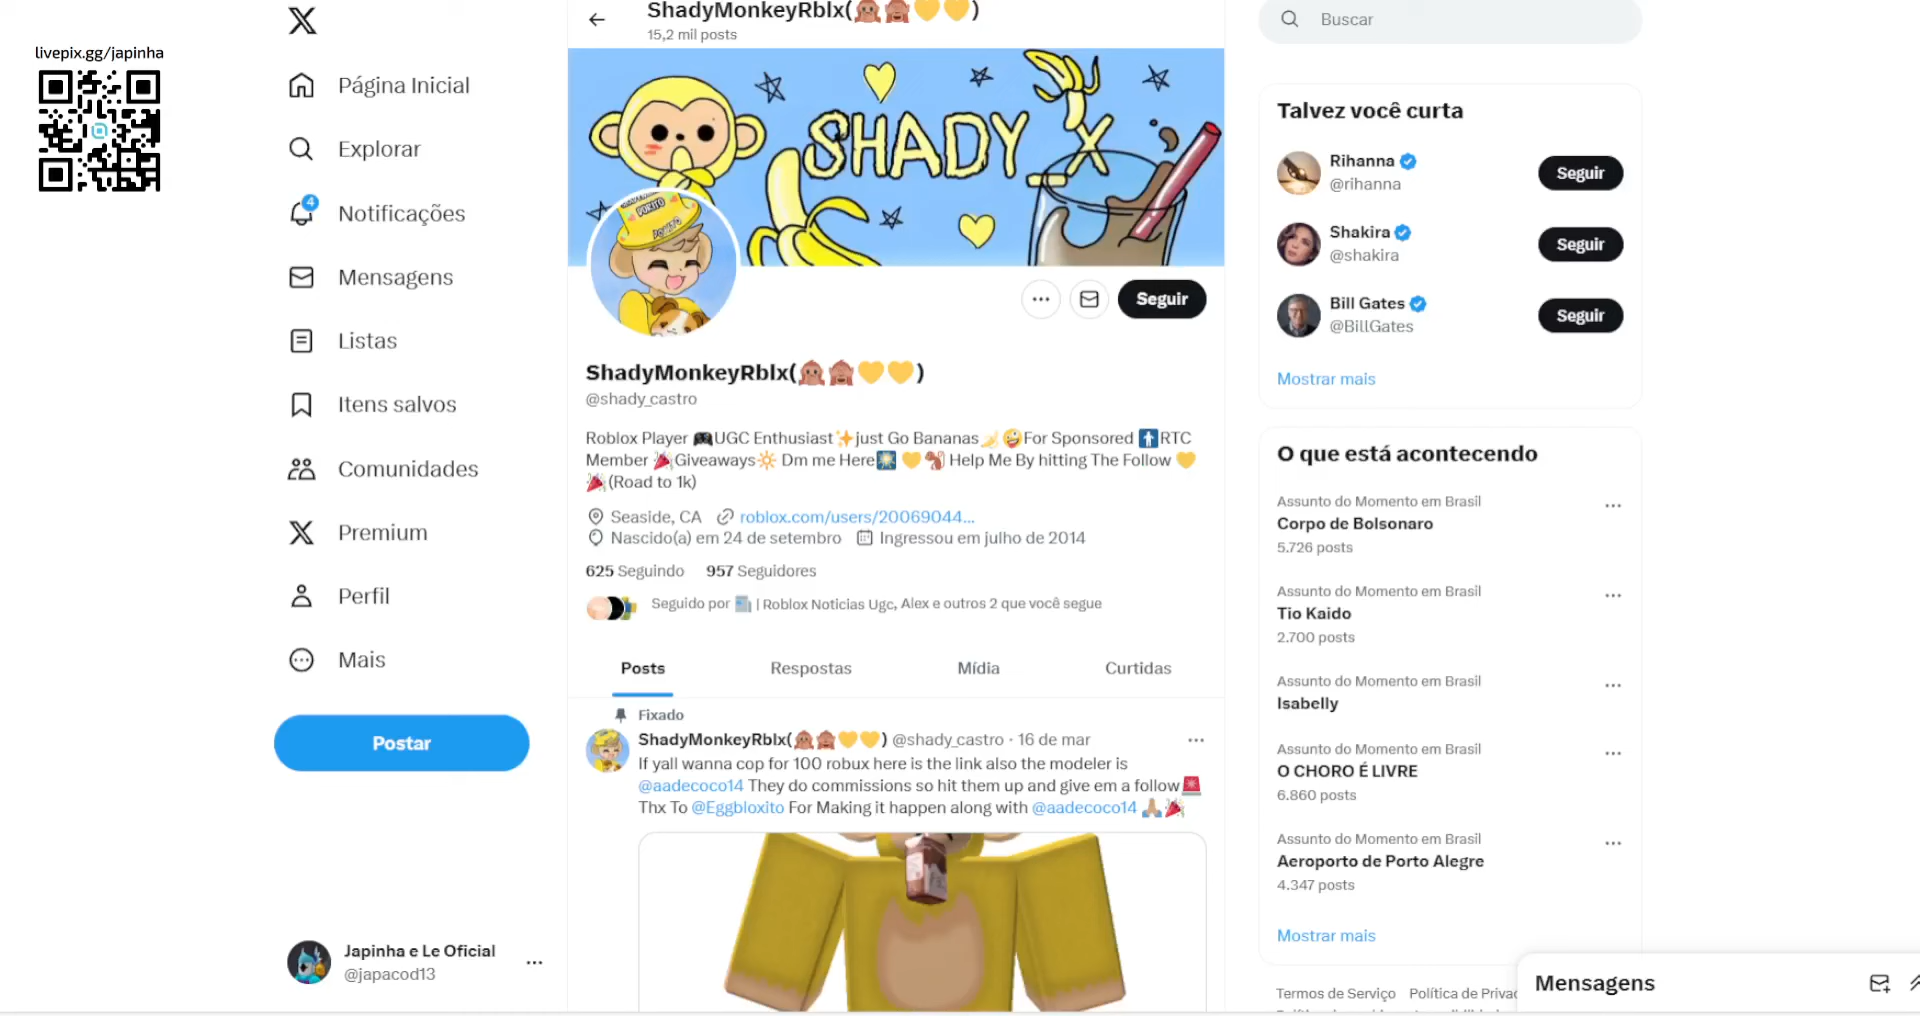 livepix.gg/japinha
Página Inicial
Explorar
4
Notificações
Mensagens
Listas
Itens salvos
Comunidades
Premium
Perfil
Mais
Postar
Japinha e Le Oficial
@japacod13
ShadyMonkeyRblx(🙊🙈💛💛)
15,2 mil posts
SHADY_X
POKITO
Seguir
ShadyMonkeyRblx(🙊🙈💛💛)
@shady_castro
Roblox Player 🎮UGC Enthusiast✨just Go Bananas🍌🤪For Sponsored 🚹RTC
Member 🎉Giveaways🔆 Dm me Here🎇 💛🐿️ Help Me By hitting The Follow 💛
🎉(Road to 1k)
Seaside, CA roblox.com/users/20069044...
Nascido(a) em 24 de setembro Ingressou em julho de 2014
625 Seguindo 957 Seguidores
Seguido por 📰 | Roblox Noticias Ugc, Alex e outros 2 que você segue
Posts Respostas Mídia Curtidas
Fixado
ShadyMonkeyRblx(🙊🙈💛💛) @shady_castro · 16 de mar
If yall wanna cop for 100 robux here is the link also the modeler is
@aadecoco14 They do commissions so hit them up and give em a follow🚨
Thx To @Eggbloxito For Making it happen along with @aadecoco14 🙏🏽🎉
Buscar
Talvez você curta
Rihanna
@rihanna
Seguir
Shakira
@shakira
Seguir
Bill Gates
@BillGates
Seguir
Mostrar mais
O que está acontecendo
Assunto do Momento em Brasil
Corpo de Bolsonaro
5.726 posts
Assunto do Momento em Brasil
Tio Kaido
2.700 posts
Assunto do Momento em Brasil
Isabelly
Assunto do Momento em Brasil
O CHORO É LIVRE
6.860 posts
Assunto do Momento em Brasil
Aeroporto de Porto Alegre
4.347 posts
Mostrar mais
Termos de Serviço Política de Priva
Mensagens